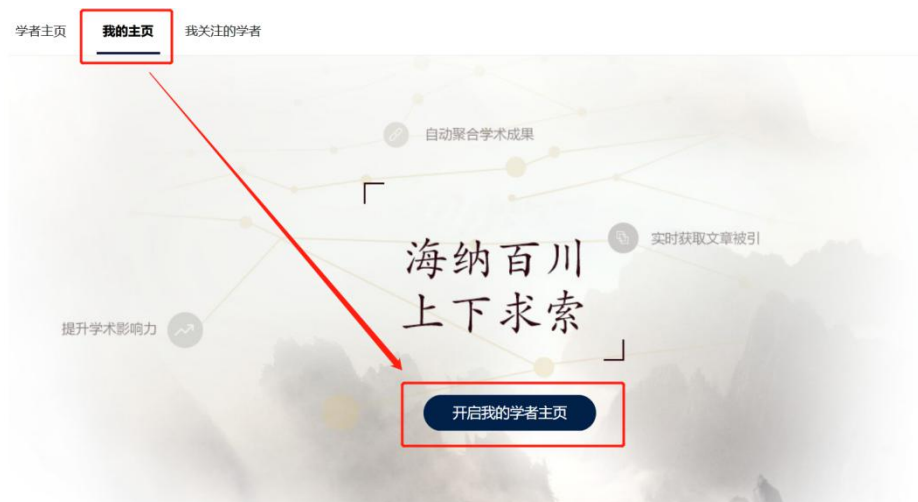 学者主页
我的主页
我关注的学者
自动聚合学术成果
海纳百川
上下求索
实时获取文章被引
提升学术影响力
开启我的学者主页